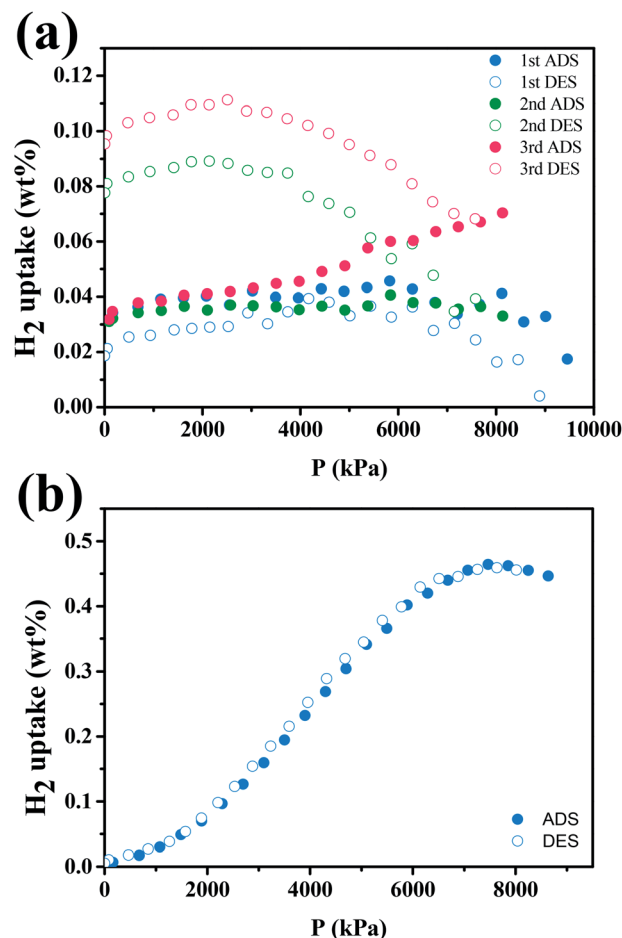 (a)
H2 uptake (wt%)
0.12
0.10
0.08
0.06
0.04
0.02
0.00
1st ADS
1st DES
2nd ADS
2nd DES
3rd ADS
3rd DES
0 2000 4000 6000 8000 10000
P (kPa)
(b)
H2 uptake (wt%)
0.5
0.4
0.3
0.2
0.1
0.0
ADS
DES
0 2000 4000 6000 8000
P (kPa)